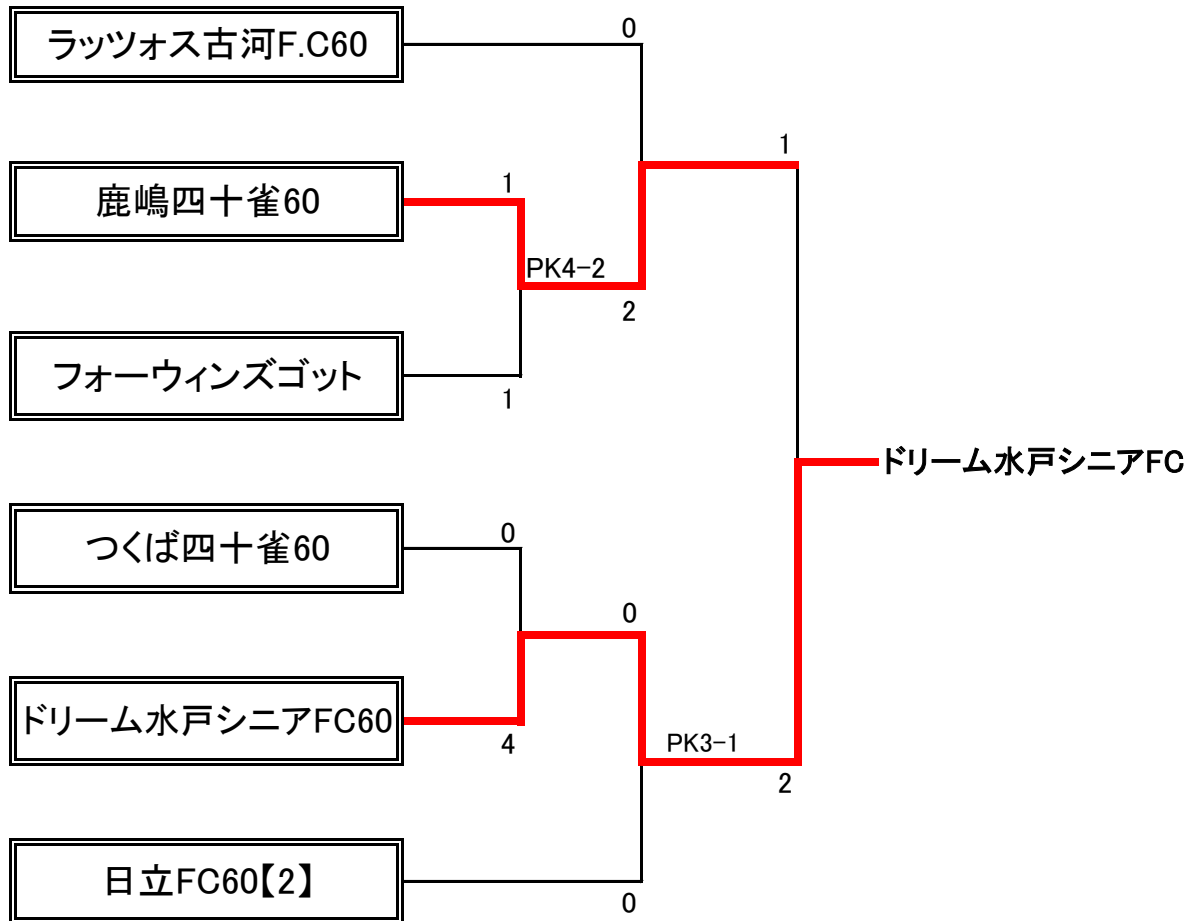 ラッツォス古河F.C60
0
1
鹿嶋四十雀60
1
PK4-2
2
フォーウィンズゴット
1
ドリーム水戸シニアFC
つくば四十雀60
0
0
ドリーム水戸シニアFC60
4
PK3-1
2
日立FC60【2】
0